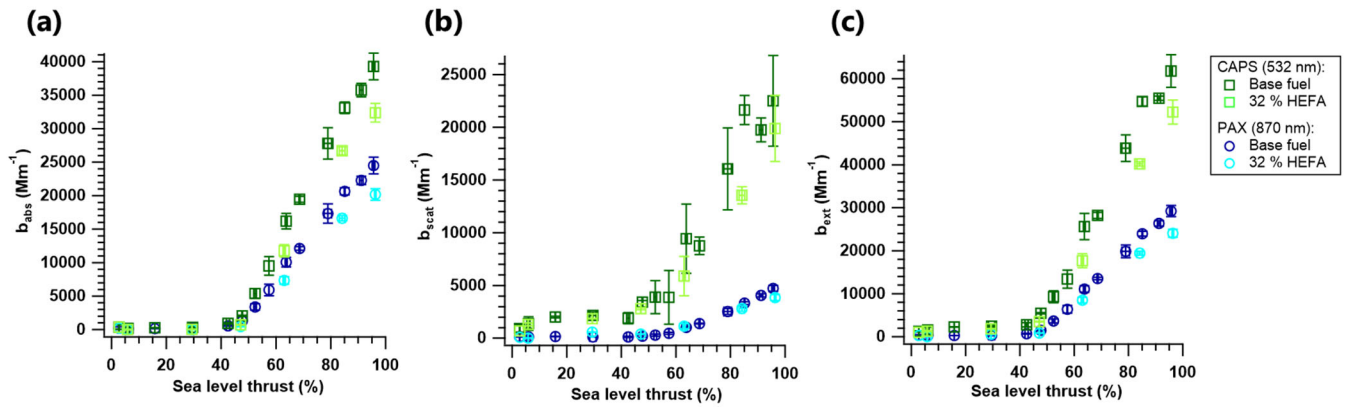 (a)
40000
35000
30000
25000
20000
15000
10000
5000
0
b_abs (Mm⁻¹)
0 20 40 60 80 100
Sea level thrust (%)
(b)
25000
20000
15000
10000
5000
0
b_scat (Mm⁻¹)
0 20 40 60 80 100
Sea level thrust (%)
(c)
60000
50000
40000
30000
20000
10000
0
b_ext (Mm⁻¹)
0 20 40 60 80 100
Sea level thrust (%)
CAPS (532 nm):
Base fuel
32 % HEFA
PAX (870 nm):
Base fuel
32 % HEFA